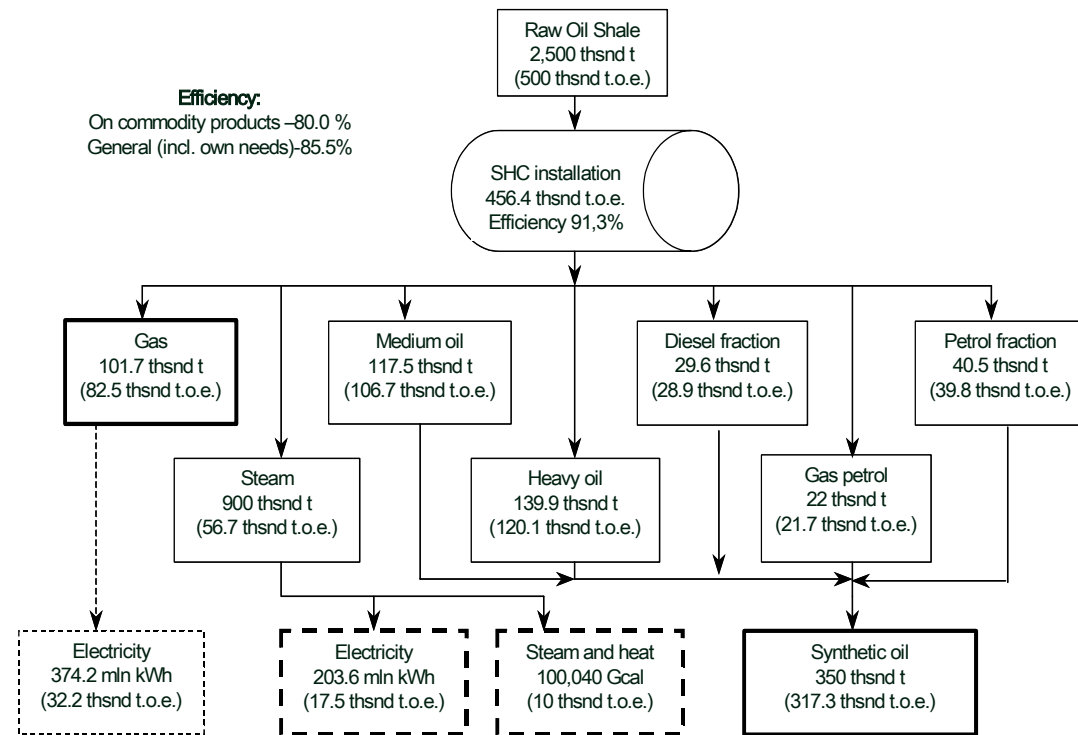 Raw Oil Shale
2,500 thsnd t
(500 thsnd t.o.e.)
Efficiency:
On commodity products –80.0 %
General (incl. own needs)-85.5%
SHC installation
456.4 thsnd t.o.e.
Efficiency 91,3%
Gas
101.7 thsnd t
(82.5 thsnd t.o.e.)
Medium oil
117.5 thsnd t
(106.7 thsnd t.o.e.)
Diesel fraction
29.6 thsnd t
(28.9 thsnd t.o.e.)
Petrol fraction
40.5 thsnd t
(39.8 thsnd t.o.e.)
Steam
900 thsnd t
(56.7 thsnd t.o.e.)
Heavy oil
139.9 thsnd t
(120.1 thsnd t.o.e.)
Gas petrol
22 thsnd t
(21.7 thsnd t.o.e.)
Electricity
374.2 mln kWh
(32.2 thsnd t.o.e.)
Electricity
203.6 mln kWh
(17.5 thsnd t.o.e.)
Steam and heat
100,040 Gcal
(10 thsnd t.o.e.)
Synthetic oil
350 thsnd t
(317.3 thsnd t.o.e.)